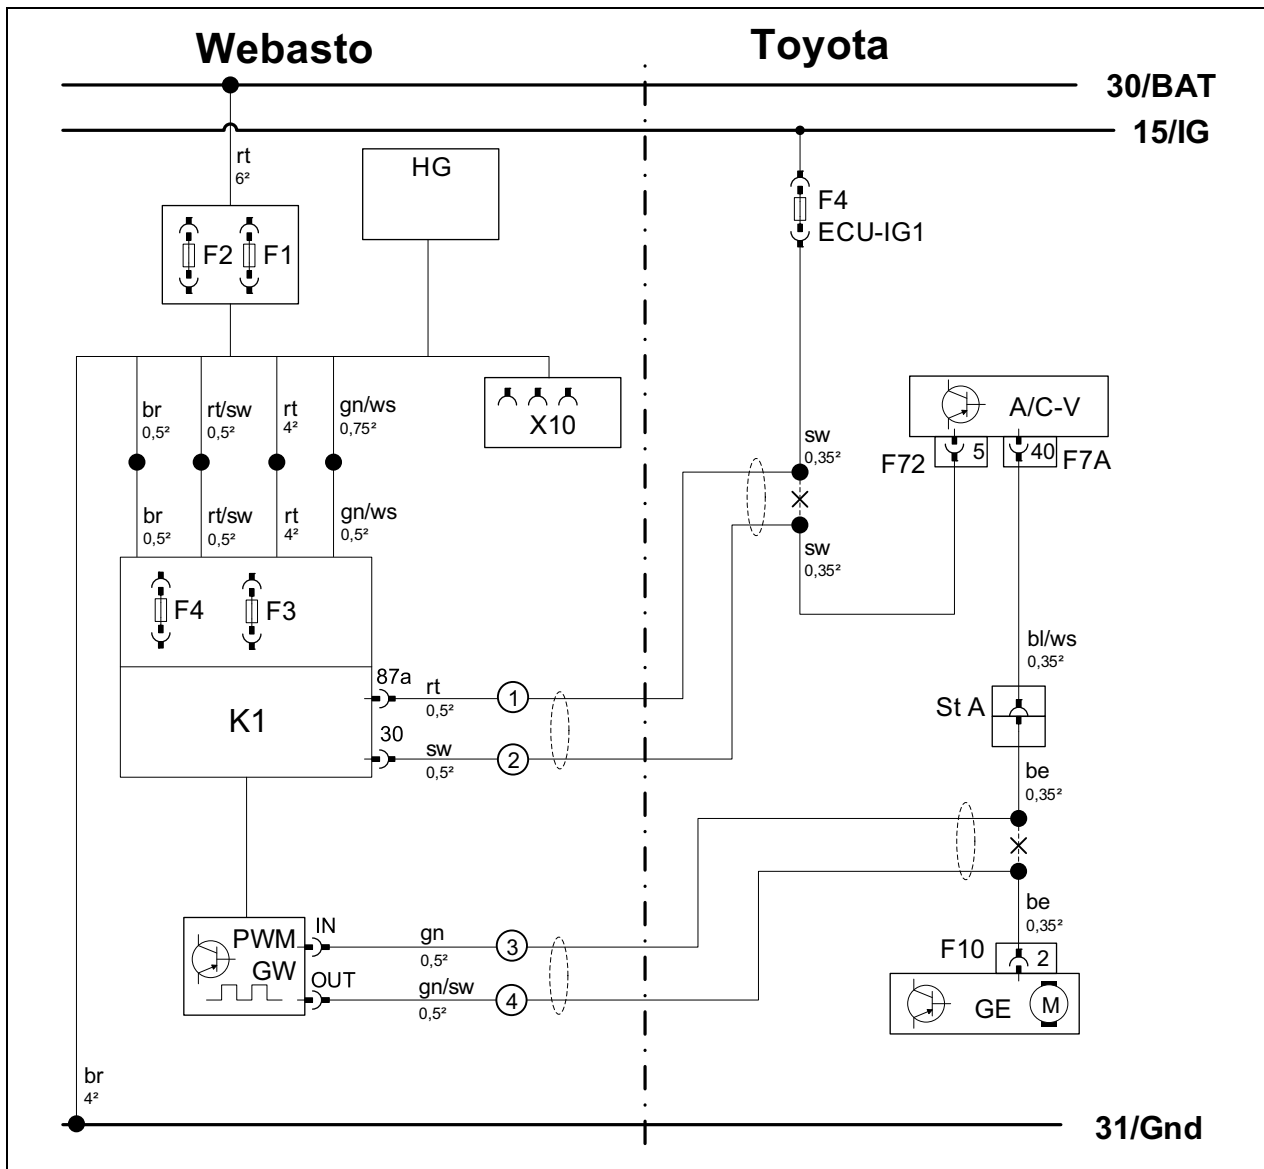 Webasto
Toyota
30/BAT
15/IG
rt
6²
HG
F4
ECU-IG1
F2
F1
br
0,5²
rt/sw
0,5²
rt
4²
gn/ws
0,75²
X10
A/C-V
sw
0,35²
F72
5
40
F7A
br
0,5²
rt/sw
0,5²
rt
4²
gn/ws
0,5²
sw
0,35²
F4
F3
bl/ws
0,35²
87a
rt
0,5²
1
St A
K1
30
sw
0,5²
2
be
0,35²
be
0,35²
PWM
GW
IN
gn
0,5²
3
F10
2
OUT
gn/sw
0,5²
4
GE
M
br
4²
31/Gnd